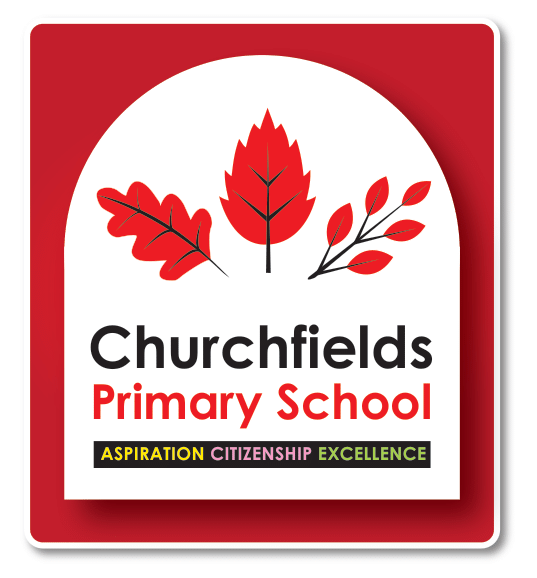 Churchfields
Primary School
ASPIRATION CITIZENSHIP EXCELLENCE